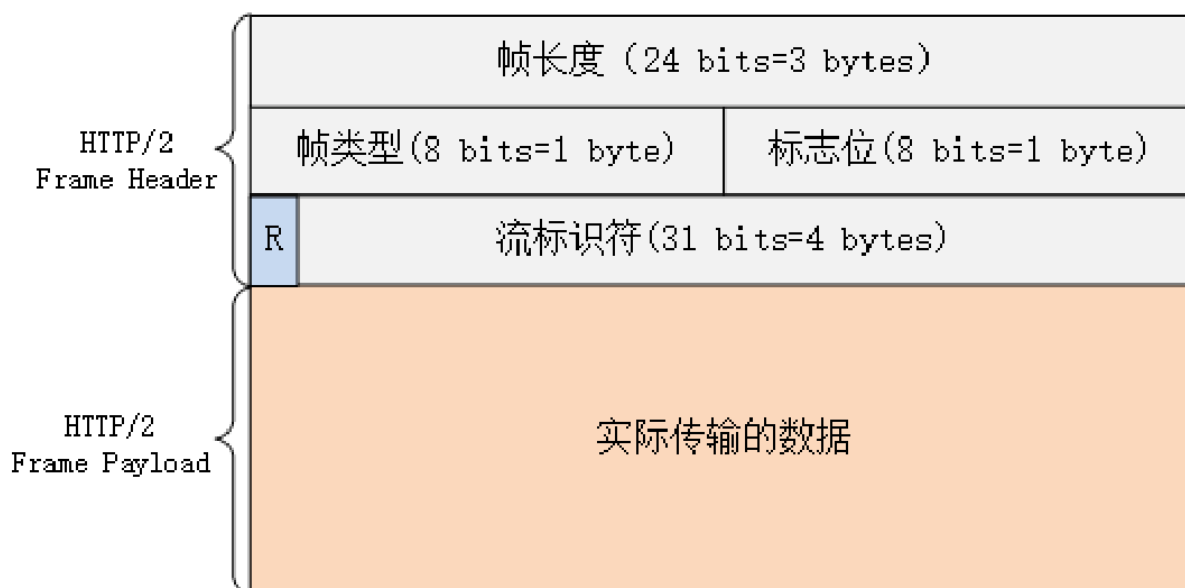 帧长度（24 bits=3 bytes）
HTTP/2
Frame Header
帧类型(8 bits=1 byte)
标志位(8 bits=1 byte)
R
流标识符(31 bits=4 bytes)
HTTP/2
Frame Payload
实际传输的数据